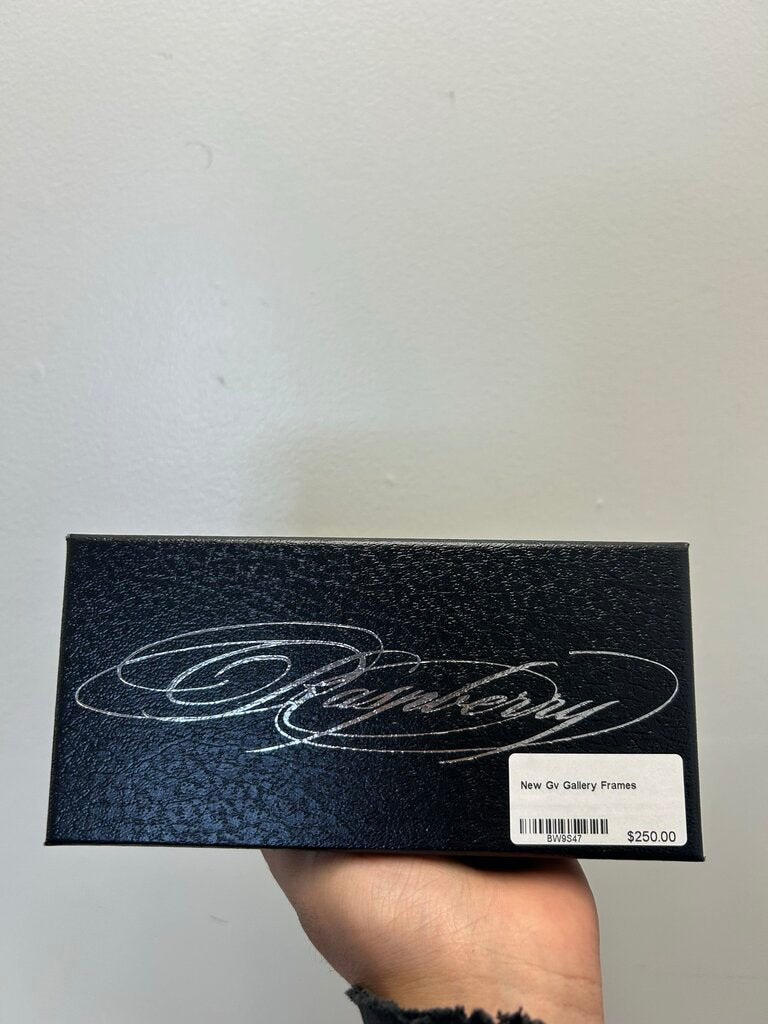 Raspberry
New Gv Gallery Frames
BW9S47
$250.00